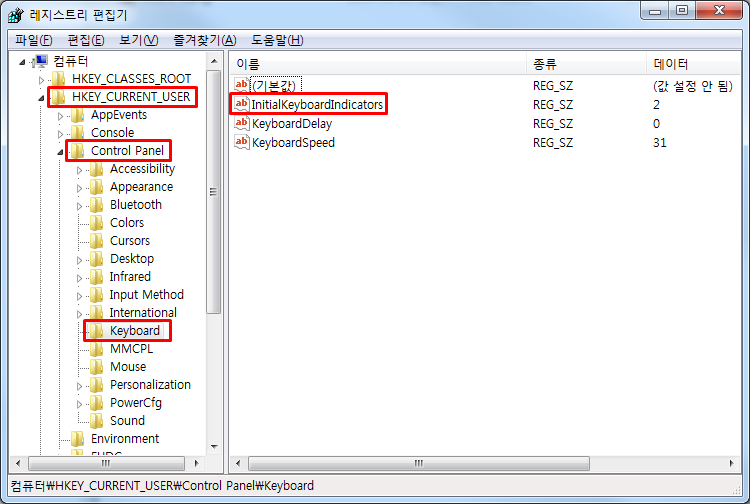 레지스트리 편집기
파일(F) 편집(E) 보기(V) 즐겨찾기(A) 도움말(H)
컴퓨터
HKEY_CLASSES_ROOT
HKEY_CURRENT_USER
AppEvents
Console
Control Panel
Accessibility
Appearance
Bluetooth
Colors
Cursors
Desktop
Infrared
Input Method
International
Keyboard
MMCPL
Mouse
Personalization
PowerCfg
Sound
Environment
이름 종류 데이터
(기본값) REG_SZ (값 설정 안 됨)
InitialKeyboardIndicators REG_SZ 2
KeyboardDelay REG_SZ 0
KeyboardSpeed REG_SZ 31
컴퓨터₩HKEY_CURRENT_USER₩Control Panel₩Keyboard